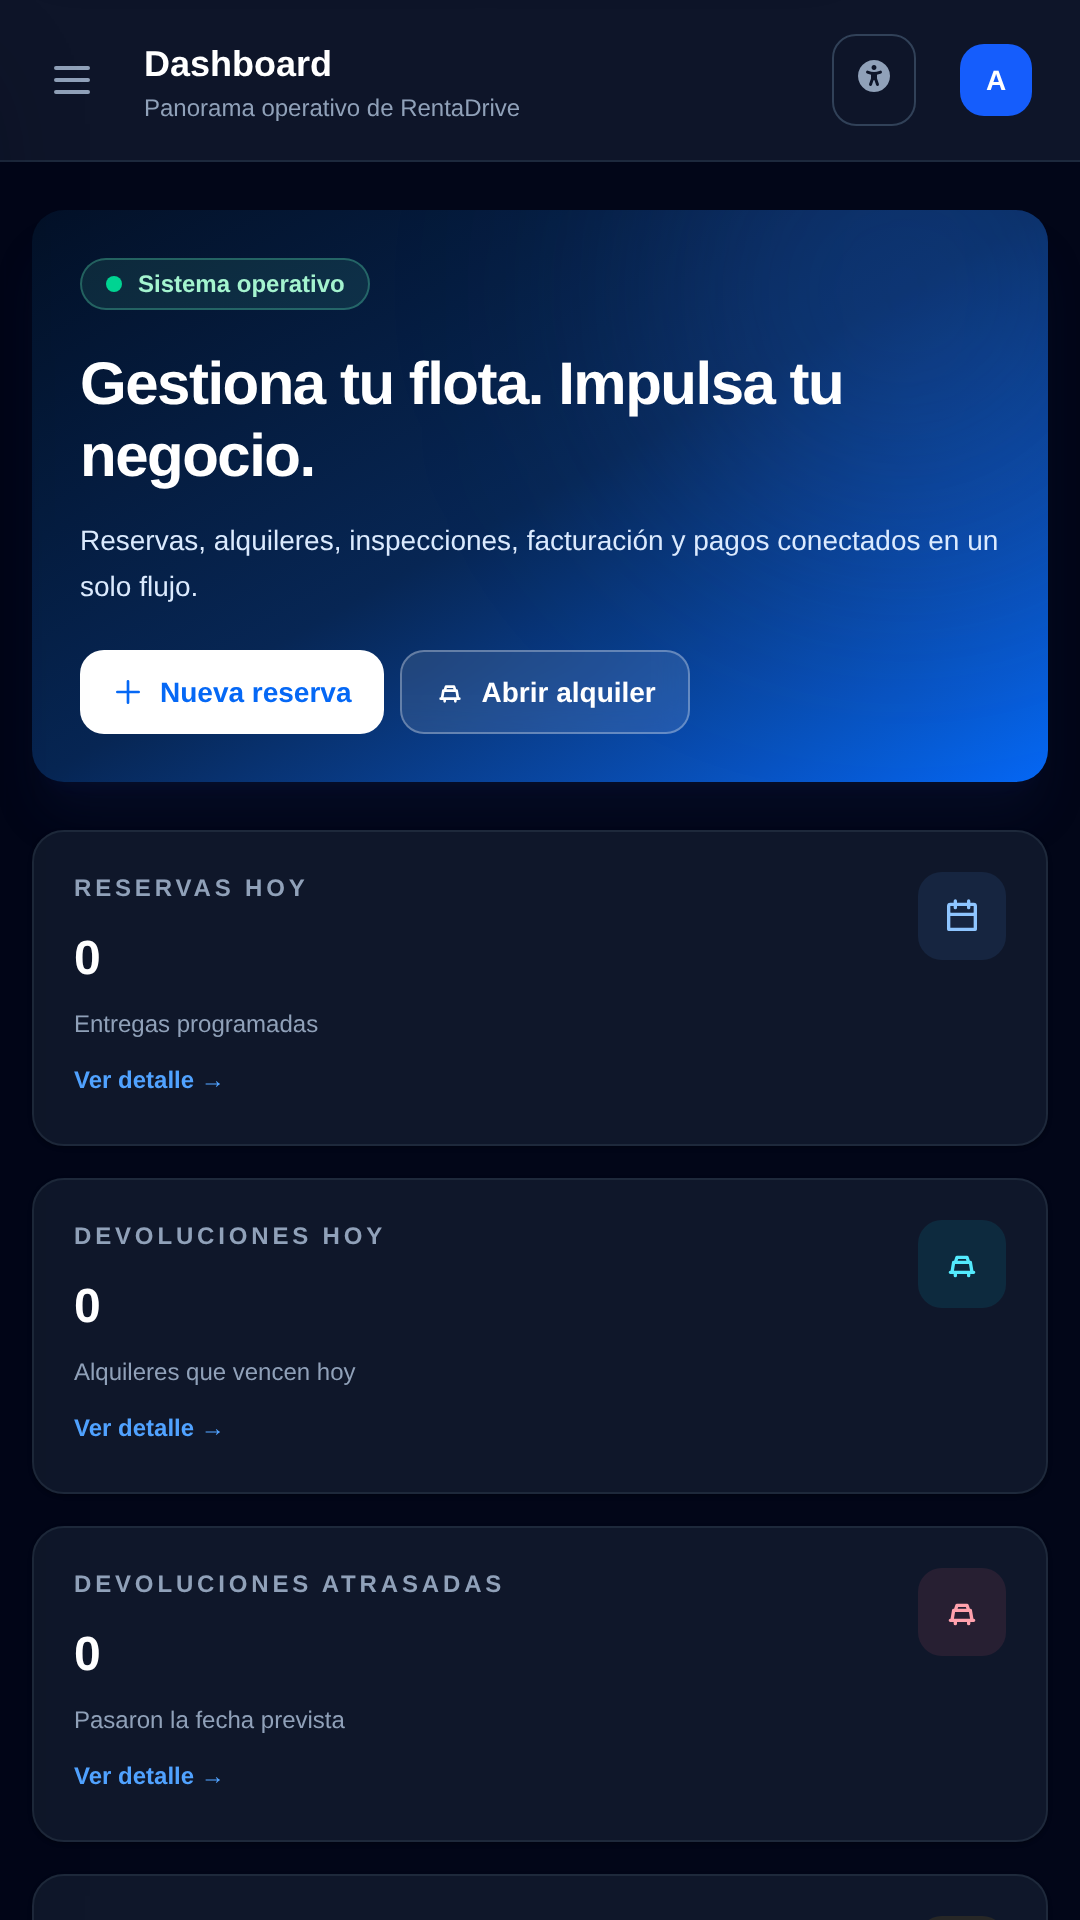 Dashboard
Panorama operativo de RentaDrive
A
Sistema operativo
Gestiona tu flota. Impulsa tu
negocio.
Reservas, alquileres, inspecciones, facturación y pagos conectados en un
solo flujo.
Nueva reserva
Abrir alquiler
RESERVAS HOY
0
Entregas programadas
Ver detalle →
DEVOLUCIONES HOY
0
Alquileres que vencen hoy
Ver detalle →
DEVOLUCIONES ATRASADAS
0
Pasaron la fecha prevista
Ver detalle →